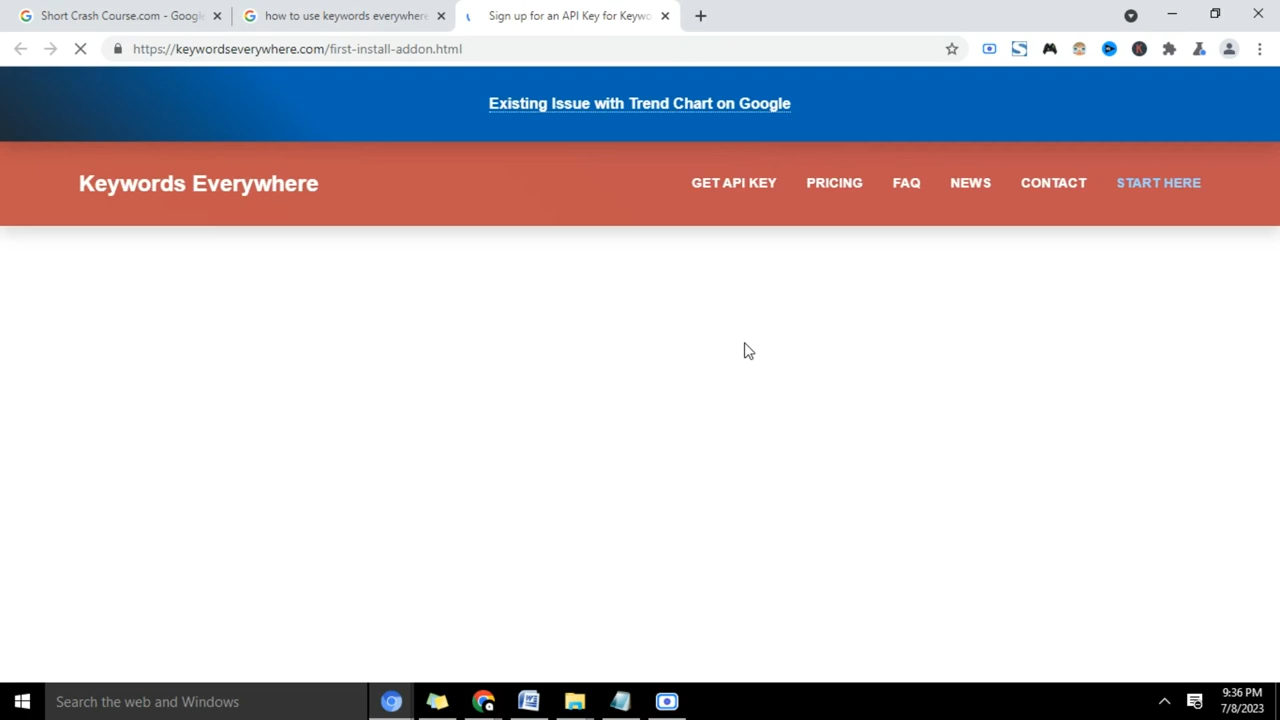 Short Crash Course.com - Google
how to use keywords everywhere
Sign up for an API Key for Keywo
https://keywordseverywhere.com/first-install-addon.html
Existing Issue with Trend Chart on Google
Keywords Everywhere
GET API KEY
PRICING
FAQ
NEWS
CONTACT
START HERE
Search the web and Windows
9:36 PM
7/8/2023